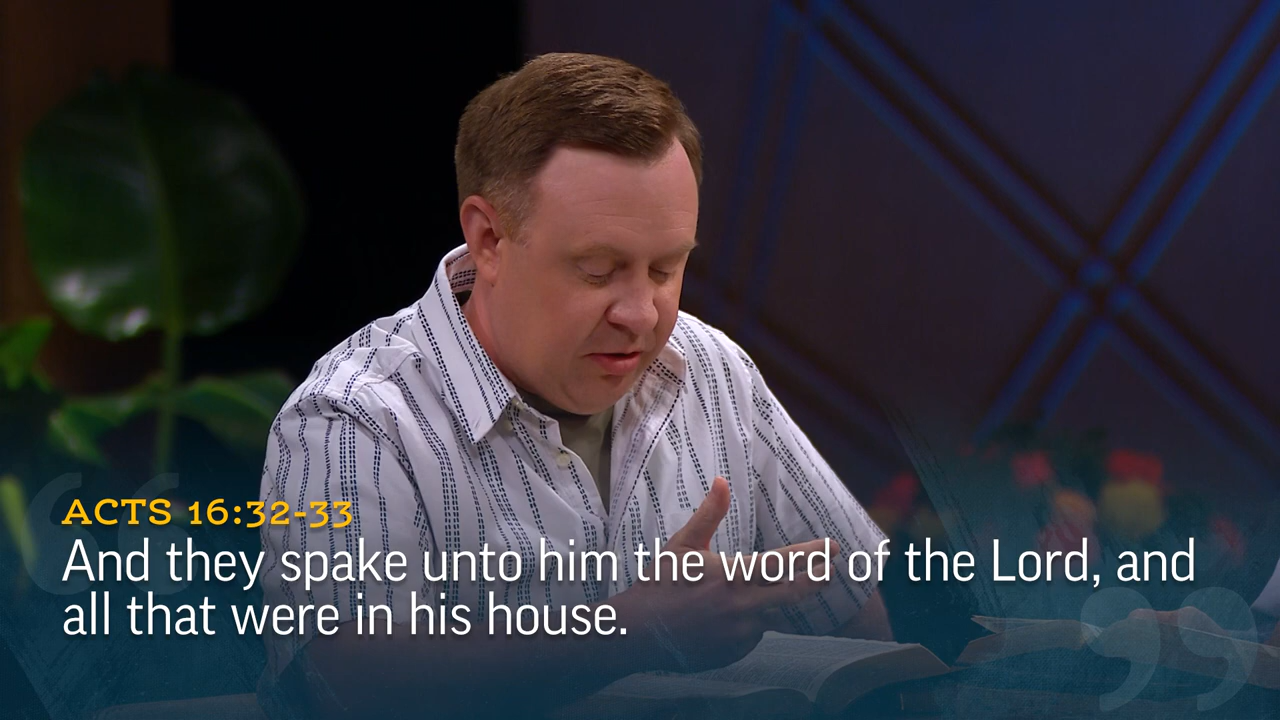 ACTS 16:32-33
And they spake unto him the word of the Lord, and
all that were in his house.